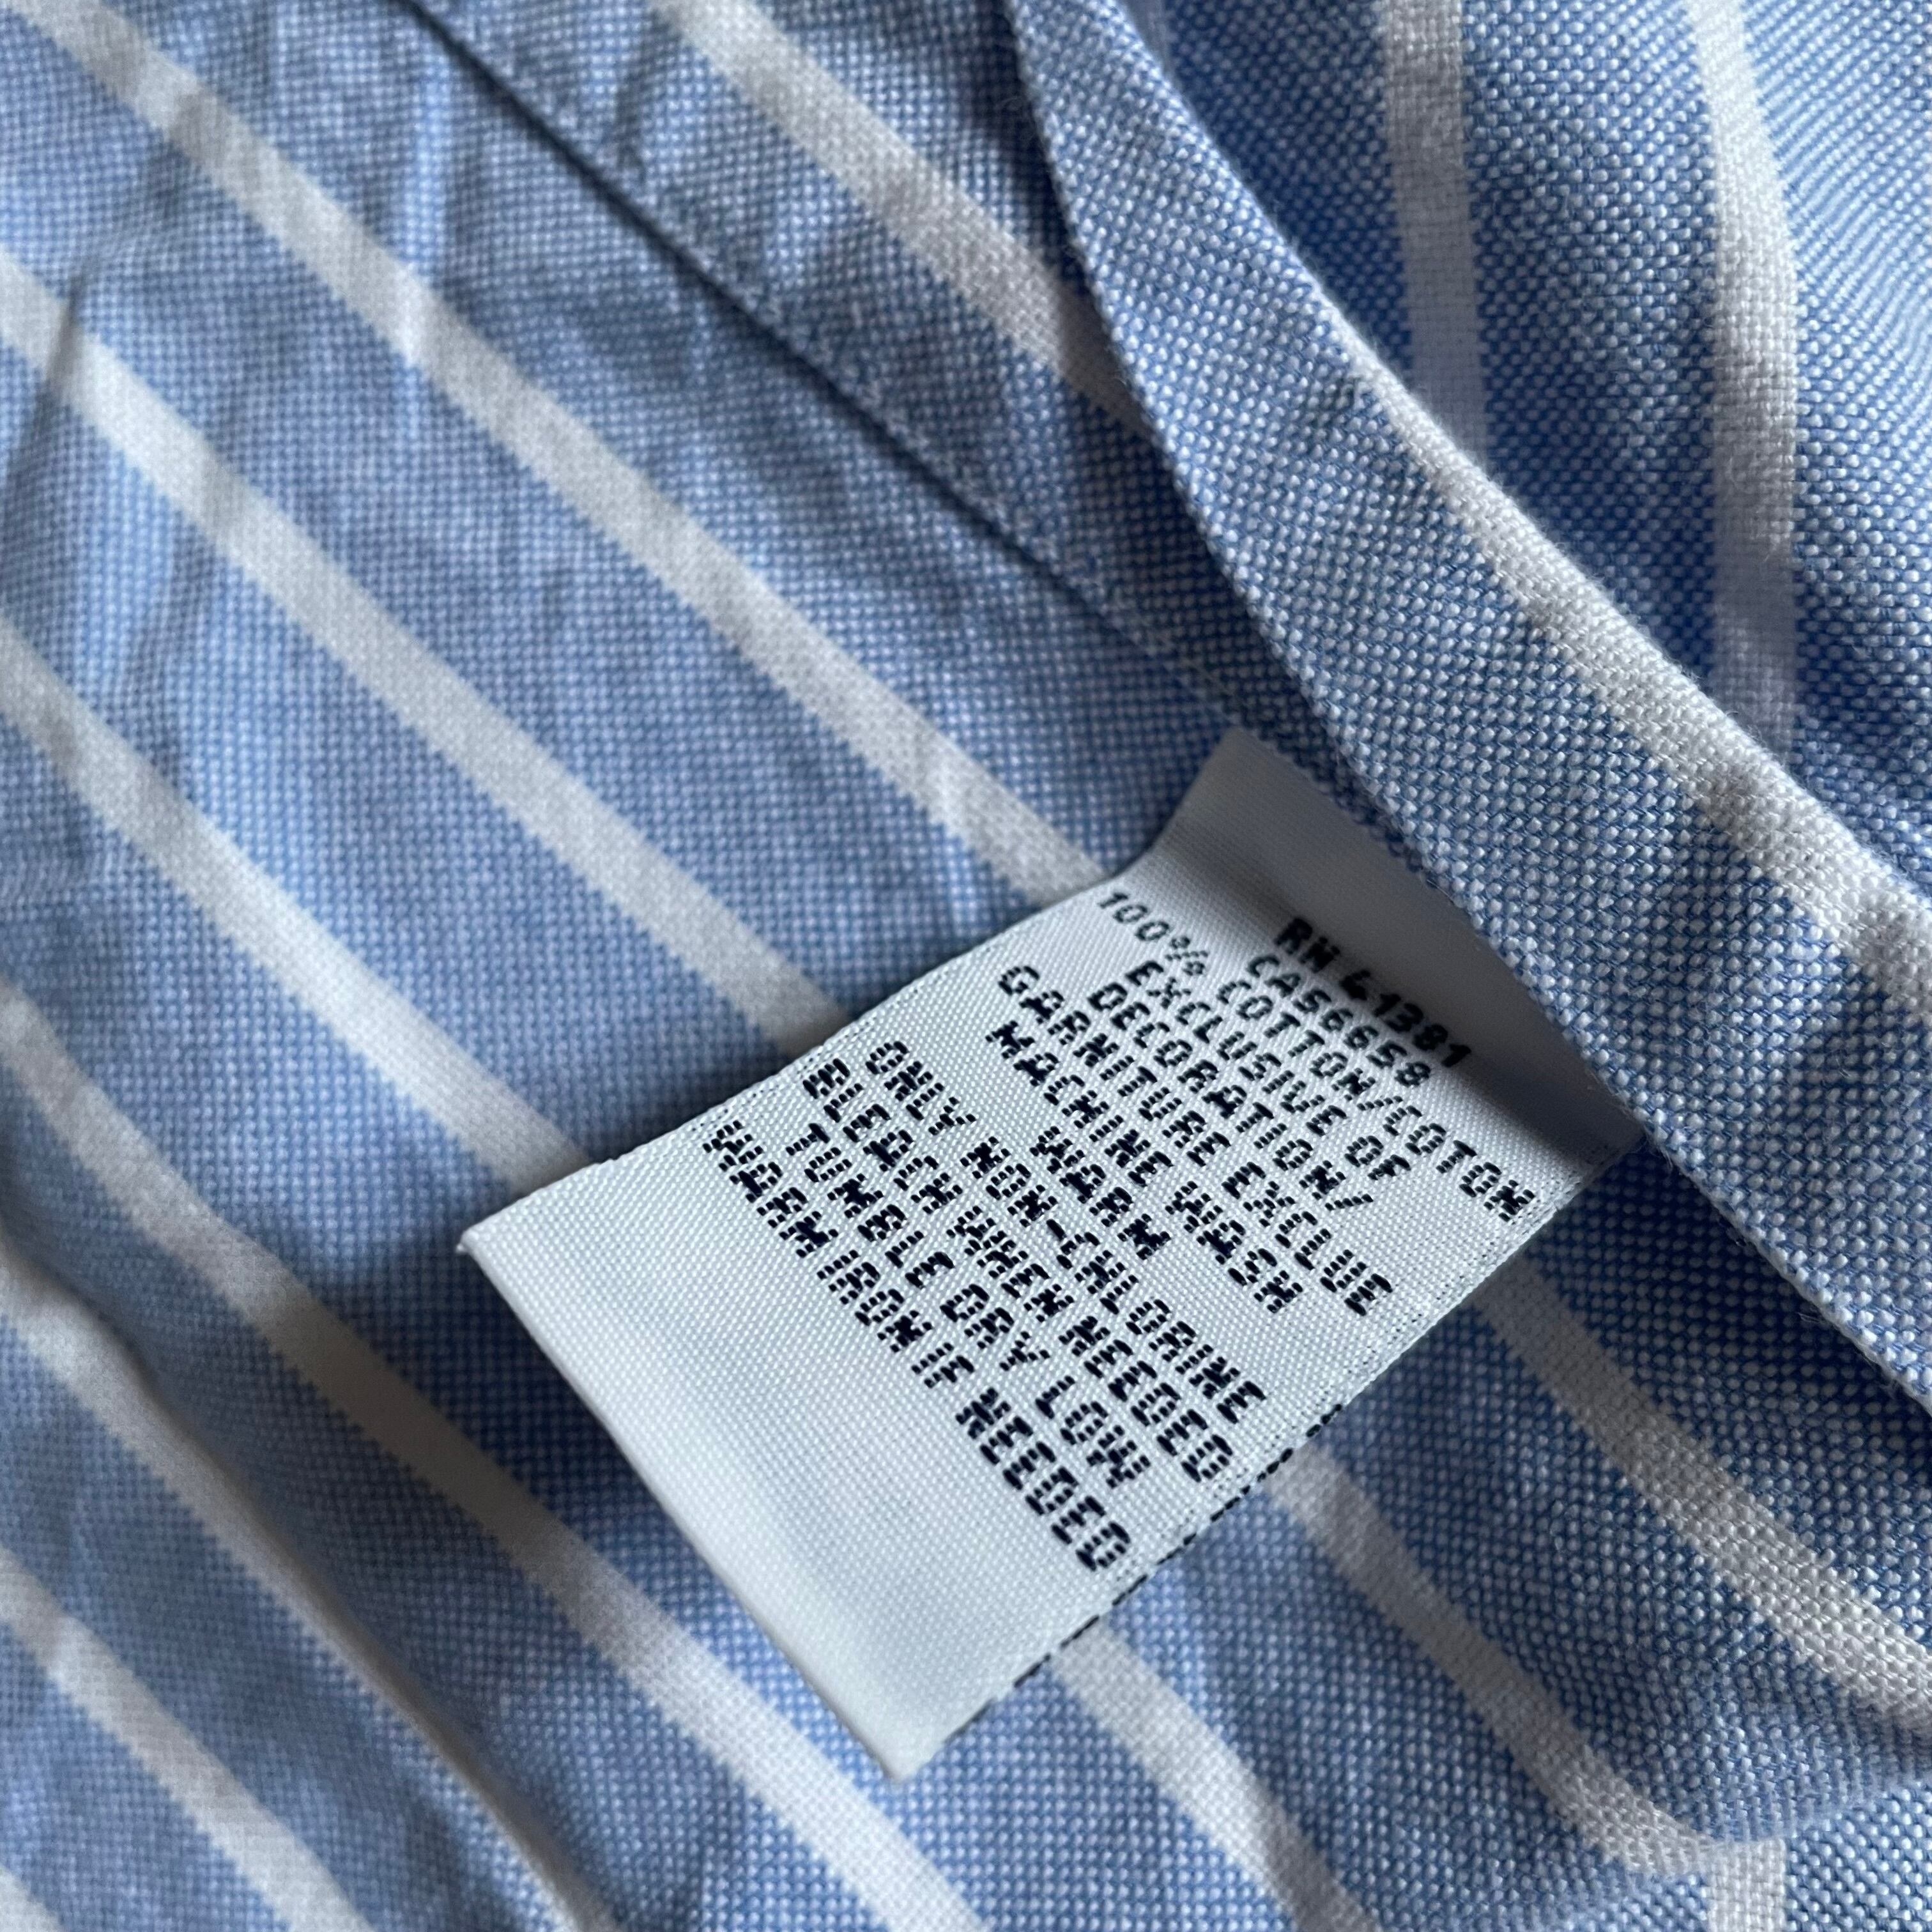 RN 41381
CA56658
100% COTTON/COTON
EXCLUSIVE OF
DECORATION/
GARNITURE EXCLUE
MACHINE WASH
WARM
ONLY NON-CHLORINE
BLEACH WHEN NEEDED
TUMBLE DRY LOW
WARM IRON IF NEEDED